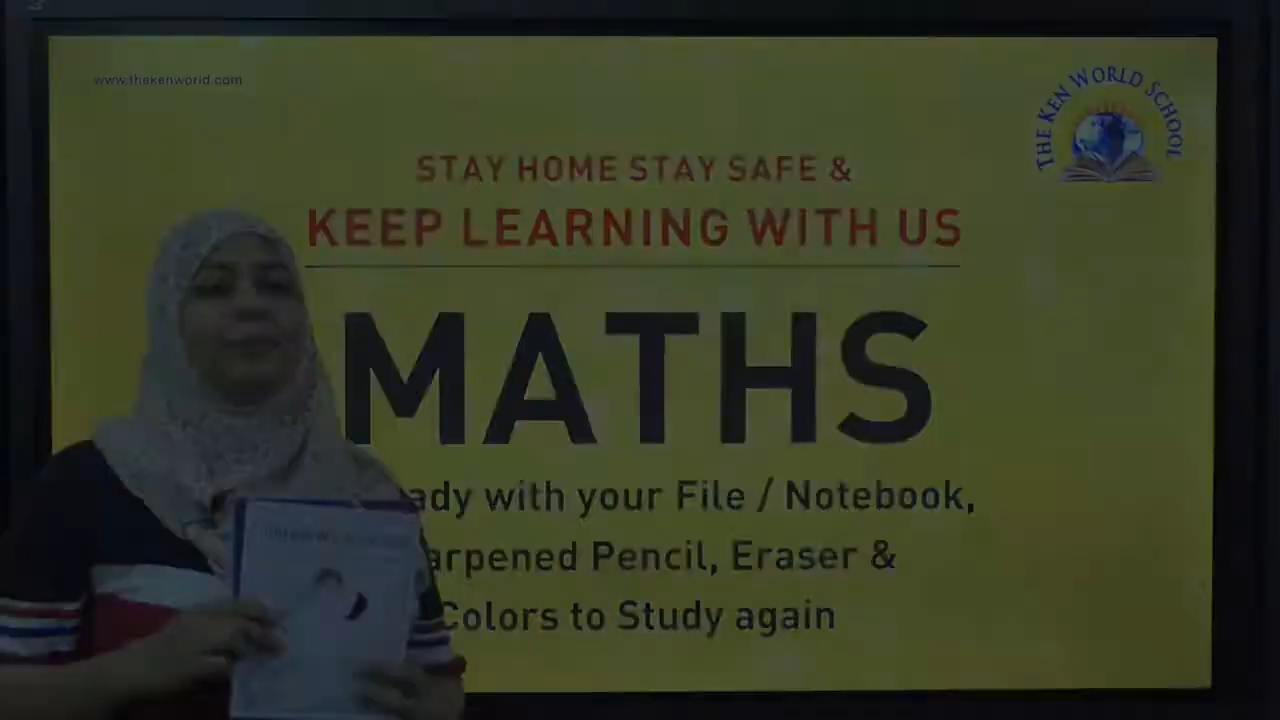 www.thekenworld.com
THE KEN WORLD SCHOOL
STAY HOME STAY SAFE &
KEEP LEARNING WITH US
MATHS
ady with your File / Notebook,
arpened Pencil, Eraser &
Colors to Study again